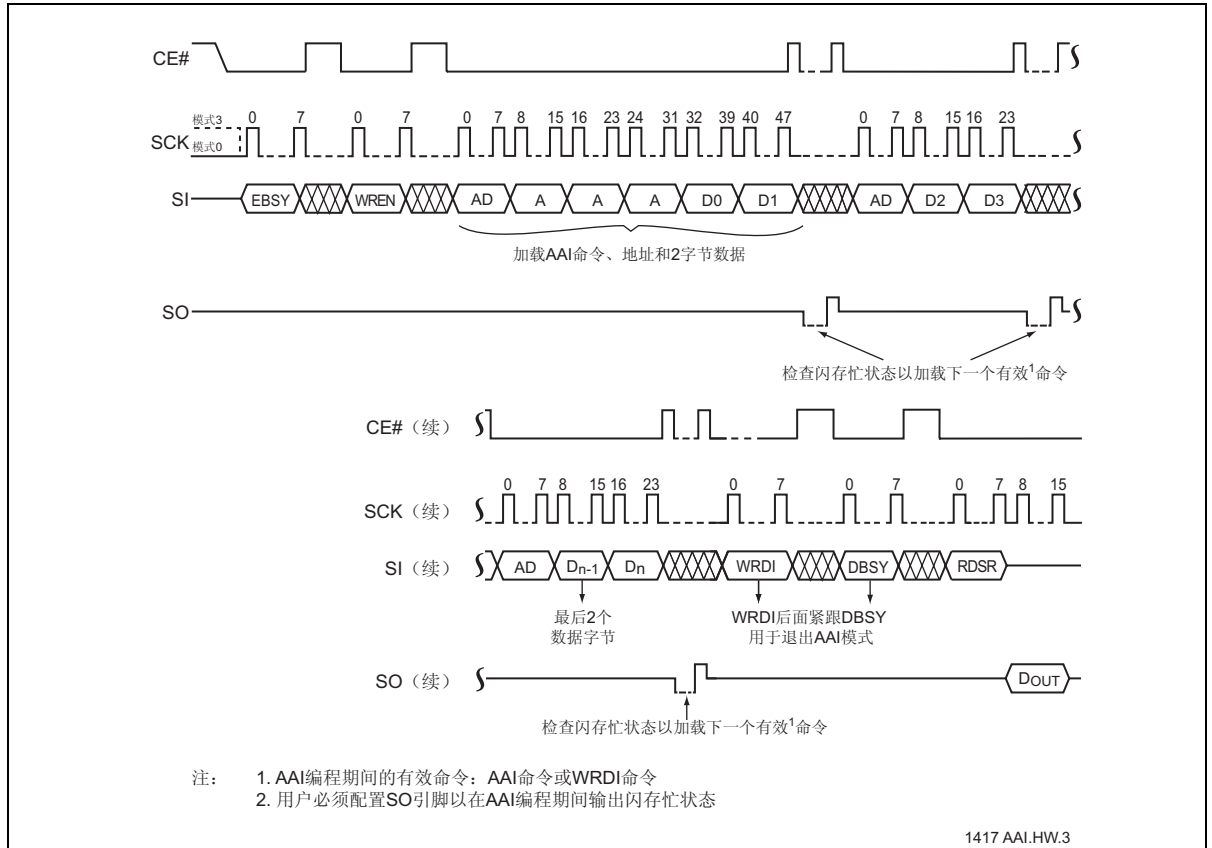 CE#
模式3
模式0
SCK
0 7 0 7 0 7 8 15 16 23 24 31 32 39 40 47 0 7 8 15 16 23
SI
EBSY WREN AD A A A D0 D1 AD D2 D3
加载AAI命令、地址和2字节数据
SO
检查闪存忙状态以加载下一个有效1命令
CE#（续）
SCK（续）
0 7 8 15 16 23 0 7 0 7 0 7 8 15
SI（续）
AD Dn-1 Dn WRDI DBSY RDSR
最后2个
数据字节
WRDI后面紧跟DBSY
用于退出AAI模式
SO（续）
DOUT
检查闪存忙状态以加载下一个有效1命令
注： 1. AAI编程期间的有效命令：AAI命令或WRDI命令
2. 用户必须配置SO引脚以在AAI编程期间输出闪存忙状态
1417 AAI.HW.3